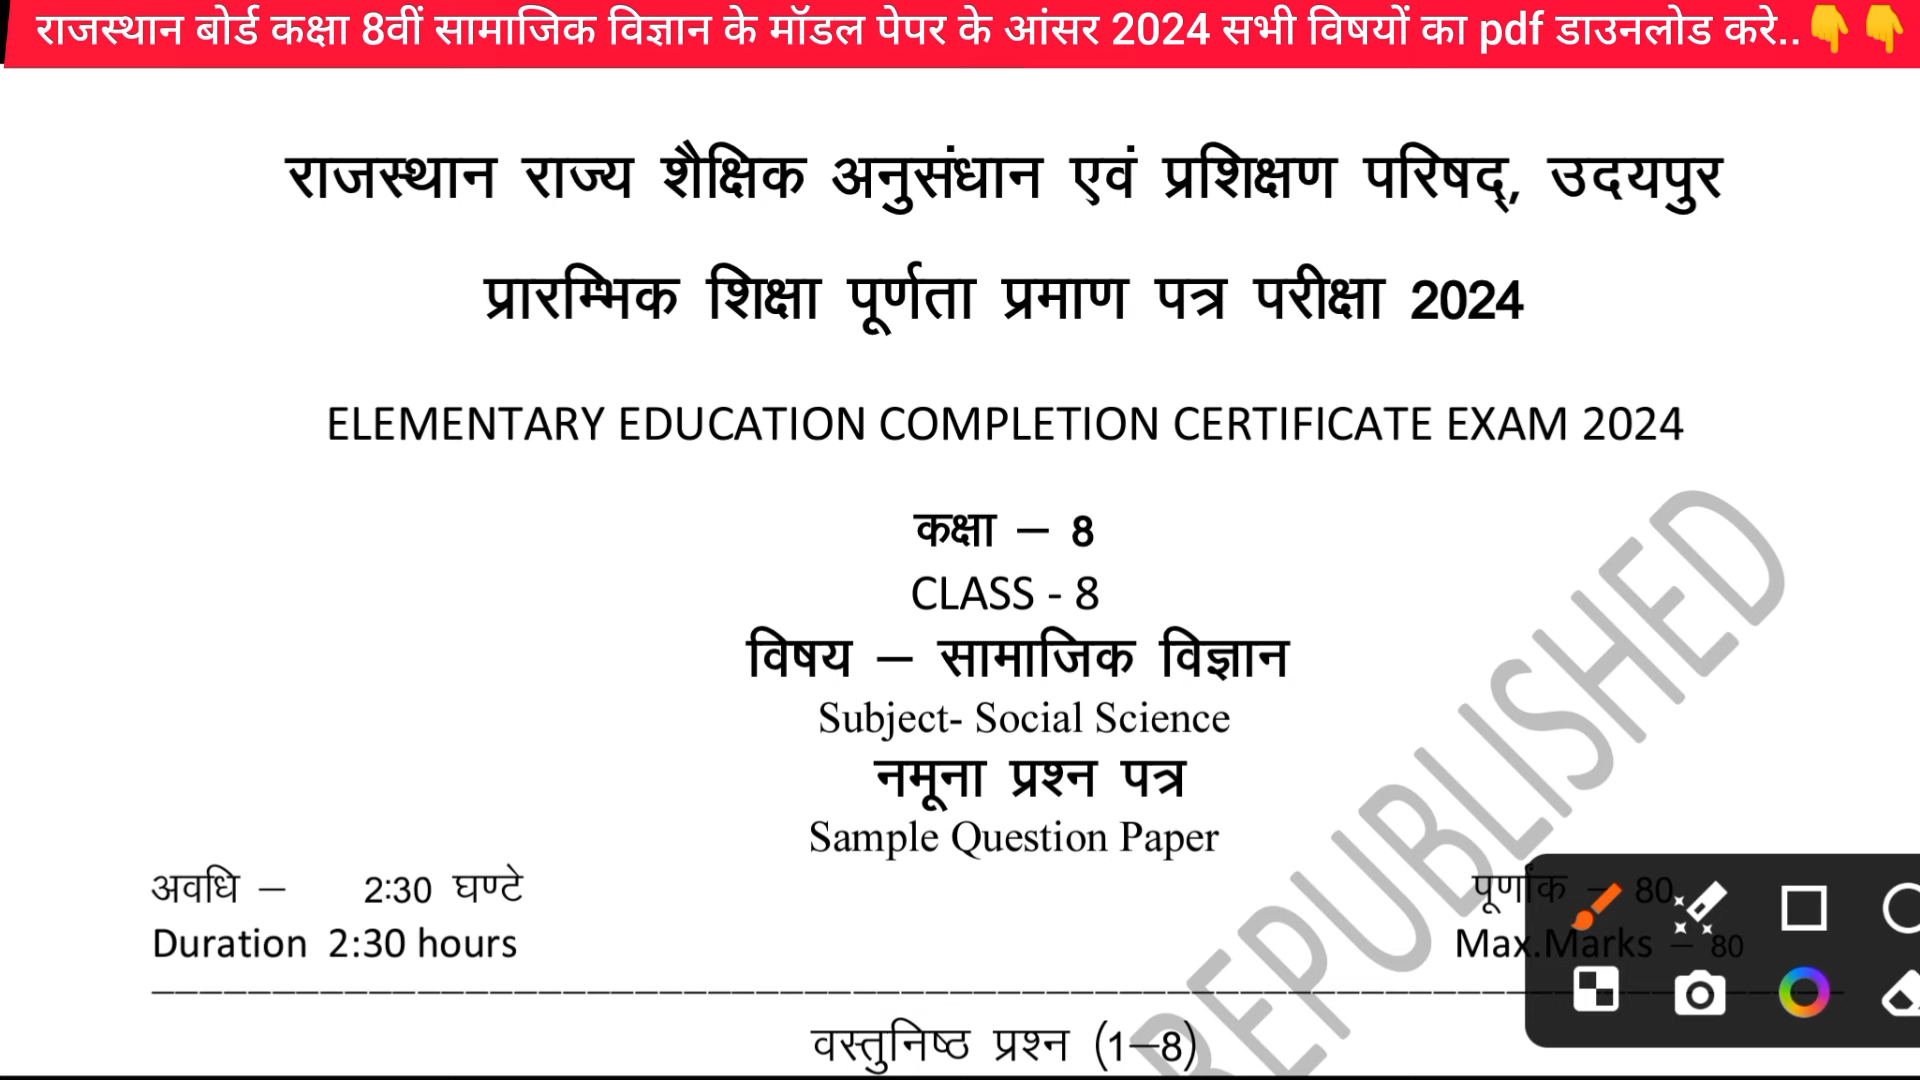 राजस्थान बोर्ड कक्षा 8वीं सामाजिक विज्ञान के मॉडल पेपर के आंसर 2024 सभी विषयों का pdf डाउनलोड करे..👇👇
राजस्थान राज्य शैक्षिक अनुसंधान एवं प्रशिक्षण परिषद्, उदयपुर
प्रारम्भिक शिक्षा पूर्णता प्रमाण पत्र परीक्षा 2024
ELEMENTARY EDUCATION COMPLETION CERTIFICATE EXAM 2024
कक्षा – 8
CLASS - 8
विषय – सामाजिक विज्ञान
Subject- Social Science
नमूना प्रश्न पत्र
Sample Question Paper
अवधि – 2:30 घण्टे पूर्णांक – 80
Duration 2:30 hours Max.Marks – 80
वस्तुनिष्ठ प्रश्न (1–8)
REPUBLISHED